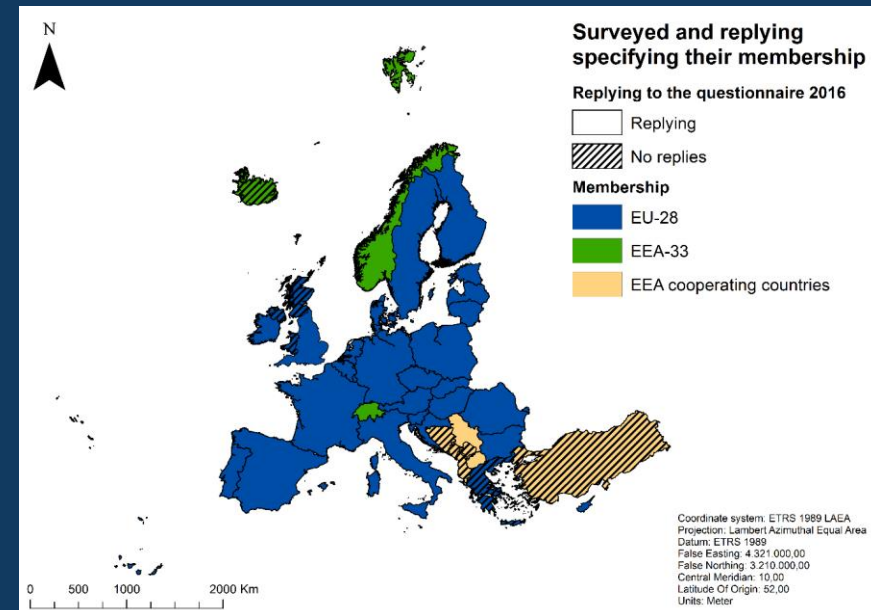 N
Surveyed and replying
specifying their membership
Replying to the questionnaire 2016
Replying
No replies
Membership
EU-28
EEA-33
EEA cooperating countries
Coordinate system: ETRS 1989 LAEA
Projection: Lambert Azimuthal Equal Area
Datum: ETRS 1989
False Easting: 4.321.000,00
False Northing: 3.210.000,00
Central Meridian: 10,00
Latitude Of Origin: 52,00
Units: Meter
0 500 1000 2000 Km